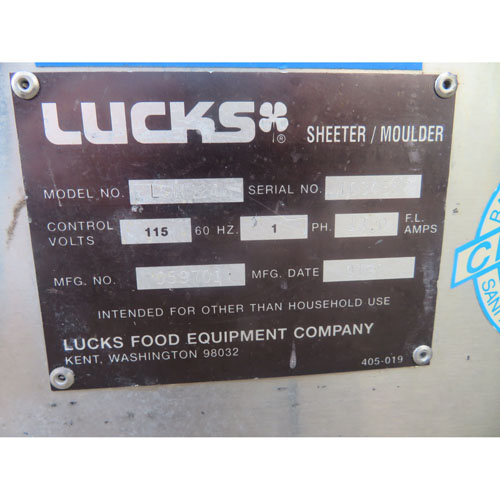 LUCKS ® SHEETER / MOULDER
MODEL NO. SERIAL NO.
CONTROL VOLTS 115 60 HZ. 1 PH. F.L. AMPS
MFG. NO. MFG. DATE
INTENDED FOR OTHER THAN HOUSEHOLD USE
LUCKS FOOD EQUIPMENT COMPANY
KENT, WASHINGTON 98032 405-019